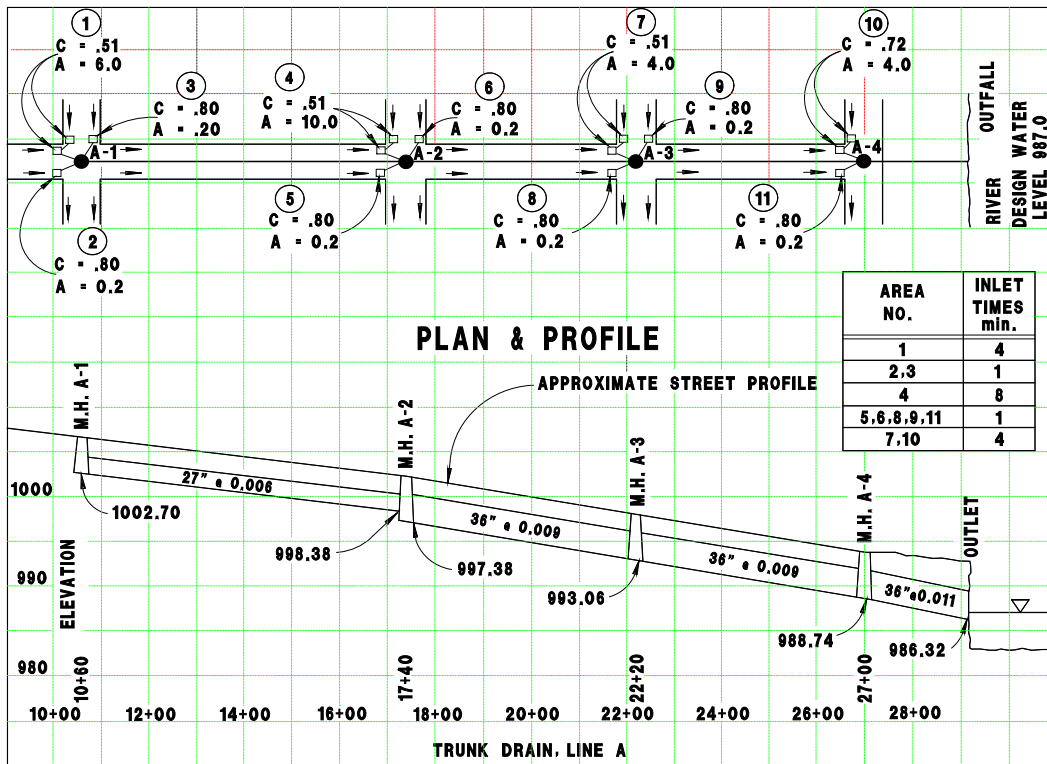 1
C = .51
A = 6.0
3
C = .80
A = .20
4
C = .51
A = 10.0
6
C = .80
A = 0.2
7
C = .51
A = 4.0
9
C = .80
A = 0.2
10
C = .72
A = 4.0
A-1
A-2
A-3
A-4
2
C = .80
A = 0.2
5
C = .80
A = 0.2
8
C = .80
A = 0.2
11
C = .80
A = 0.2
OUTFALL
RIVER
DESIGN WATER
LEVEL 987.0
AREA NO.
INLET TIMES min.
1 4
2,3 1
4 8
5,6,8,9,11 1
7,10 4
PLAN & PROFILE
APPROXIMATE STREET PROFILE
M.H. A-1
M.H. A-2
M.H. A-3
M.H. A-4
OUTLET
27" @ 0.006
36" @ 0.009
36" @ 0.009
36" @ 0.011
1000
990
980
ELEVATION
1002.70
998.38
997.38
993.06
988.74
986.32
10+60
17+40
22+20
27+00
10+00 12+00 14+00 16+00 18+00 20+00 22+00 24+00 26+00 28+00
TRUNK DRAIN, LINE A